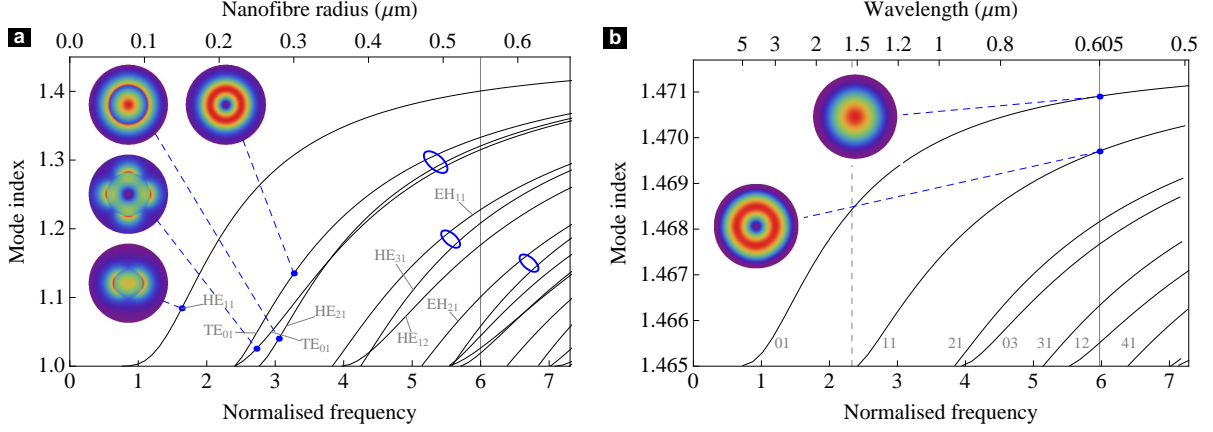 a
Nanofibre radius (μm)
0.0 0.1 0.2 0.3 0.4 0.5 0.6
Mode index
1.4
1.3
1.2
1.1
1.0
EH11
HE31
HE11
HE21
EH21
TE01
TE01
HE12
0 1 2 3 4 5 6 7
Normalised frequency
b
Wavelength (μm)
5 3 2 1.5 1.2 1 0.8 0.605 0.5
Mode index
1.471
1.470
1.469
1.468
1.467
1.466
1.465
01 11 21 03 31 12 41
0 1 2 3 4 5 6 7
Normalised frequency